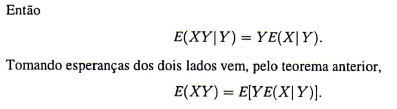 Então
E(XY|Y) = YE(X|Y).
Tomando esperanças dos dois lados vem, pelo teorema anterior,
E(XY) = E[YE(X|Y)].